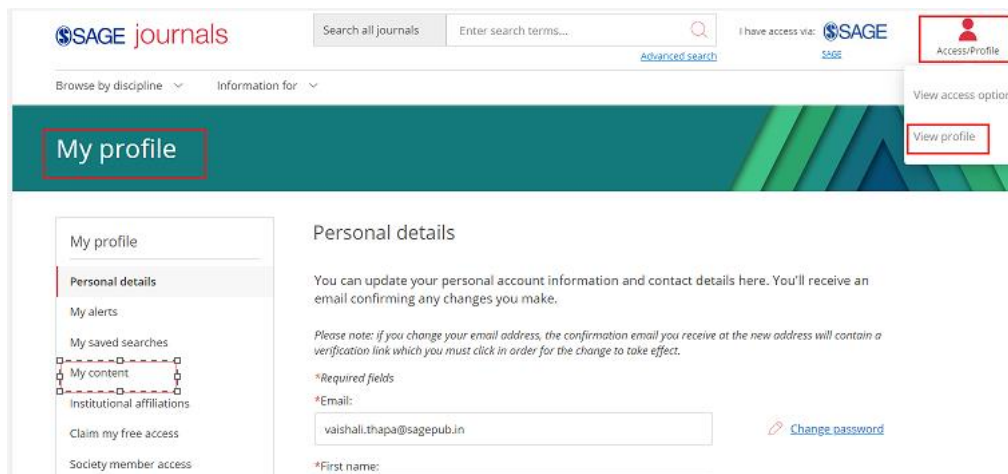 SAGE journals
Search all journals
Enter search terms...
Advanced search
I have access via: SAGE
SAGE
Access/Profile
Browse by discipline
Information for
View access option
View profile
My profile
My profile
Personal details
My alerts
My saved searches
My content
Institutional affiliations
Claim my free access
Society member access
Personal details
You can update your personal account information and contact details here. You'll receive an
email confirming any changes you make.
Please note: if you change your email address, the confirmation email you receive at the new address will contain a
verification link which you must click in order for the change to take effect.
*Required fields
*Email:
vaishali.thapa@sagepub.in
Change password
*First name: